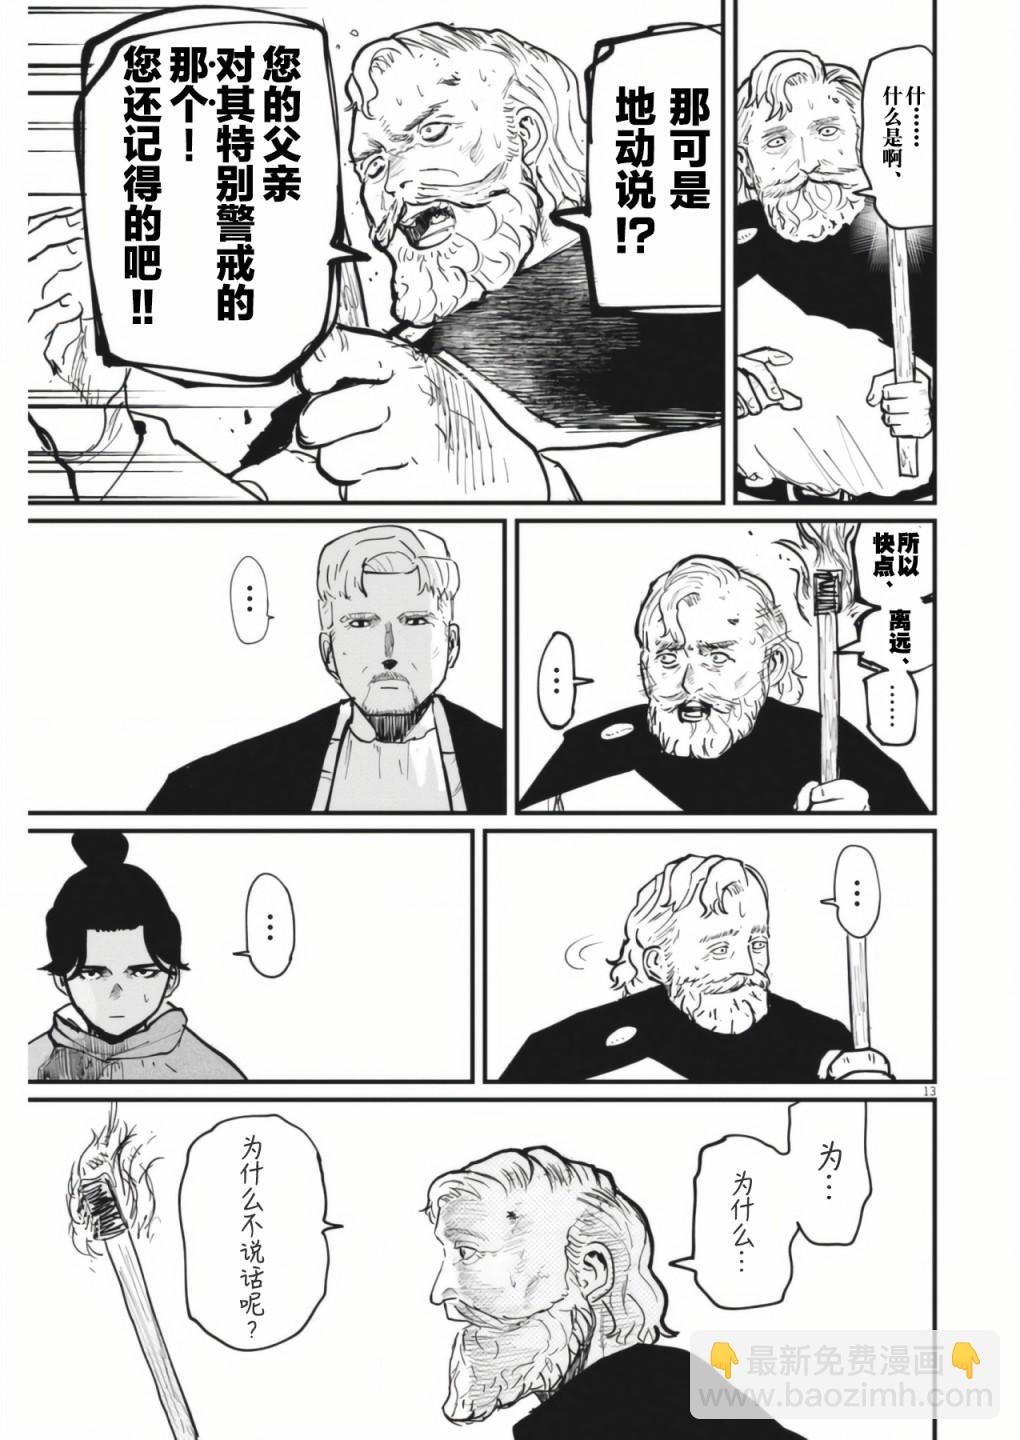 什……
什么是啊、
那可是
地动说!?
您的父亲
对其特别警戒的
那个！
您还记得的吧!!
所以
快点、
离远、
……
…
…
…
…
为…
为什么…
为什么不说话呢？
13
最新免费漫画
www.baozimh.com